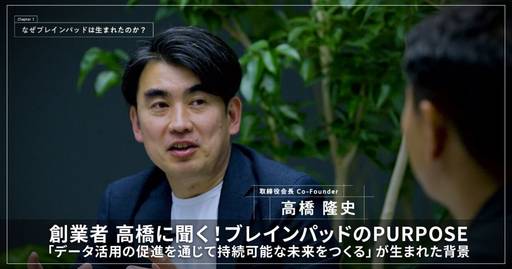 Chapter 1
なぜブレインパッドは生まれたのか？
取締役会長 Co-Founder
高橋 隆史
創業者 高橋に聞く！ブレインパッドのPURPOSE
「データ活用の促進を通じて持続可能な未来をつくる」が生まれた背景